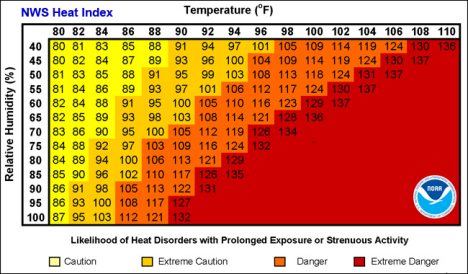 NWS Heat Index
Temperature (°F)
80 82 84 86 88 90 92 94 96 98 100 102 104 106 108 110
Relative Humidity (%)
40 80 81 83 85 88 91 94 97 101 105 109 114 119 124 130 136
45 80 82 84 87 89 93 96 100 104 109 114 119 124 130 137
50 81 83 85 88 91 95 99 103 108 113 118 124 131 137
55 81 84 86 89 93 97 101 106 112 117 124 130 137
60 82 84 88 91 95 100 105 110 116 123 129 137
65 82 85 89 93 98 103 108 114 121 128 136
70 83 86 90 95 100 105 112 119 126 134
75 84 88 92 97 103 109 116 124 132
80 84 89 94 100 106 113 121 129
85 85 90 96 102 110 117 126 135
90 86 91 98 105 113 122 131
95 86 93 100 108 117 127
100 87 95 103 112 121 132
NOAA
Likelihood of Heat Disorders with Prolonged Exposure or Strenuous Activity
Caution Extreme Caution Danger Extreme Danger